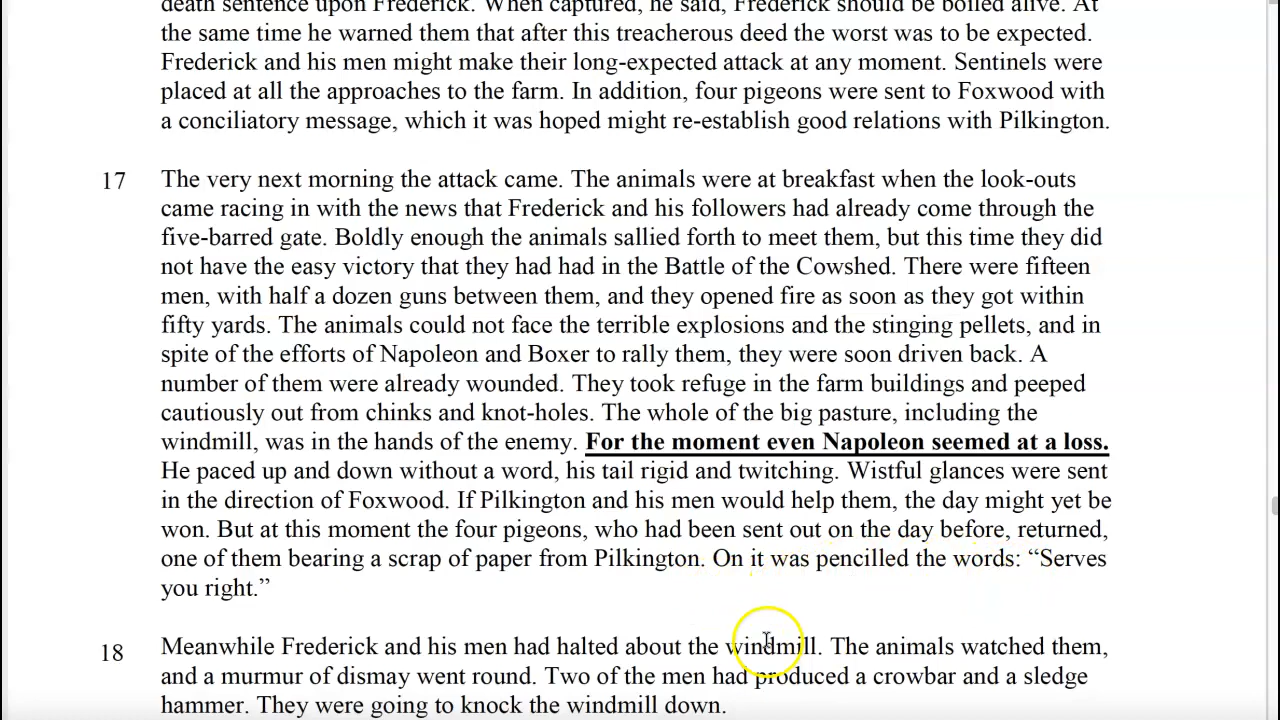 death sentence upon Frederick. When captured, he said, Frederick should be boiled alive. At
the same time he warned them that after this treacherous deed the worst was to be expected.
Frederick and his men might make their long-expected attack at any moment. Sentinels were
placed at all the approaches to the farm. In addition, four pigeons were sent to Foxwood with
a conciliatory message, which it was hoped might re-establish good relations with Pilkington.
17 The very next morning the attack came. The animals were at breakfast when the look-outs
came racing in with the news that Frederick and his followers had already come through the
five-barred gate. Boldly enough the animals sallied forth to meet them, but this time they did
not have the easy victory that they had had in the Battle of the Cowshed. There were fifteen
men, with half a dozen guns between them, and they opened fire as soon as they got within
fifty yards. The animals could not face the terrible explosions and the stinging pellets, and in
spite of the efforts of Napoleon and Boxer to rally them, they were soon driven back. A
number of them were already wounded. They took refuge in the farm buildings and peeped
cautiously out from chinks and knot-holes. The whole of the big pasture, including the
windmill, was in the hands of the enemy. For the moment even Napoleon seemed at a loss.
He paced up and down without a word, his tail rigid and twitching. Wistful glances were sent
in the direction of Foxwood. If Pilkington and his men would help them, the day might yet be
won. But at this moment the four pigeons, who had been sent out on the day before, returned,
one of them bearing a scrap of paper from Pilkington. On it was pencilled the words: “Serves
you right.”
18 Meanwhile Frederick and his men had halted about the windmill. The animals watched them,
and a murmur of dismay went round. Two of the men had produced a crowbar and a sledge
hammer. They were going to knock the windmill down.